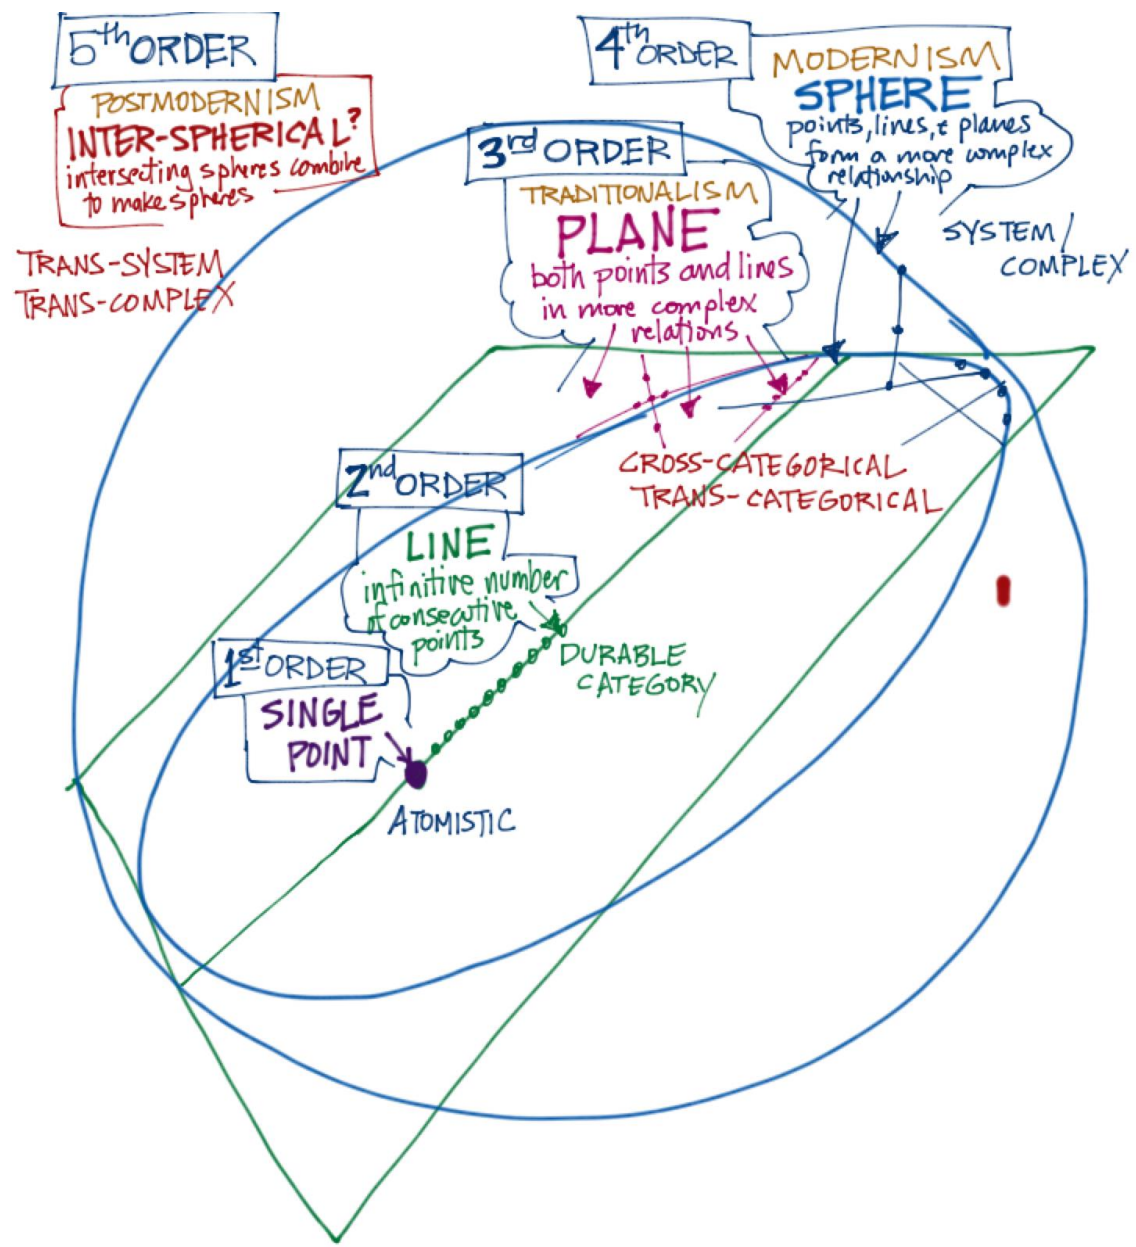 5th ORDER
POSTMODERNISM
INTER-SPHERICAL?
intersecting spheres combine
to make spheres
TRANS-SYSTEM
TRANS-COMPLEX
4th ORDER
MODERNISM
SPHERE
points, lines, & planes
form a more complex
relationship
SYSTEM/
COMPLEX
3rd ORDER
TRADITIONALISM
PLANE
both points and lines
in more complex
relations
CROSS-CATEGORICAL
TRANS-CATEGORICAL
2nd ORDER
LINE
infinitive number
of consecutive
points
DURABLE
CATEGORY
1st ORDER
SINGLE
POINT
ATOMISTIC